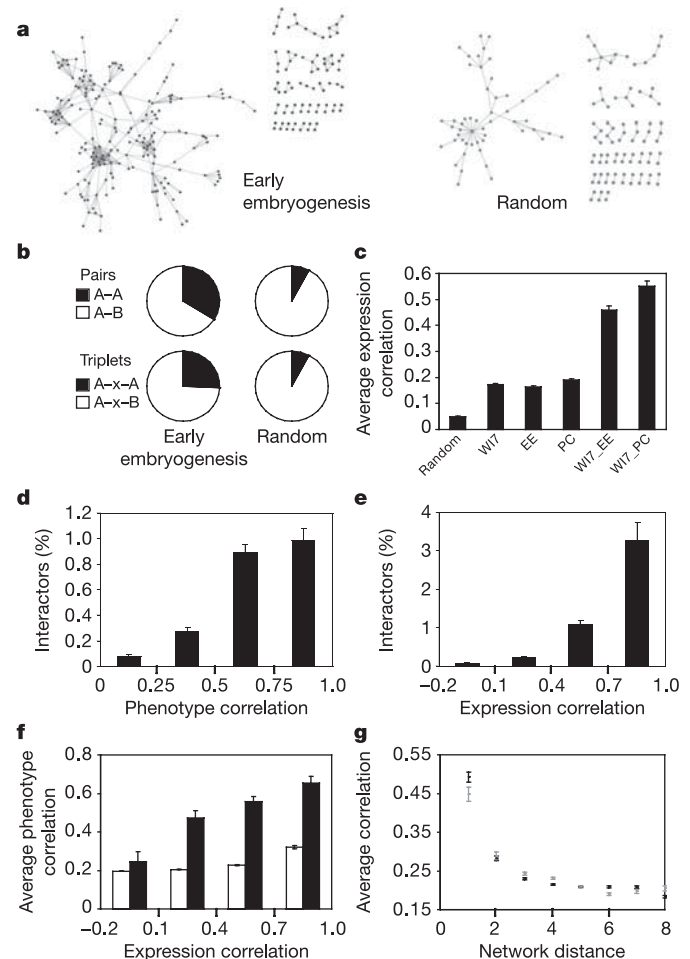 a
Early
embryogenesis
Random
b
Pairs
A–A
A–B
Triplets
A–x–A
A–x–B
Early
embryogenesis
Random
c
Average expression
correlation
0.6
0.5
0.4
0.3
0.2
0.1
0
Random
WI7
EE
PC
WI7_EE
WI7_PC
d
Interactors (%)
1.2
1.0
0.8
0.6
0.4
0.2
0
0 0.25 0.5 0.75 1.0
Phenotype correlation
e
Interactors (%)
4
3
2
1
0
–0.2 0.1 0.4 0.7 1.0
Expression correlation
f
Average phenotype
correlation
0.8
0.6
0.4
0.2
0
–0.2 0.1 0.4 0.7 1.0
Expression correlation
g
Average correlation
0.55
0.45
0.35
0.25
0.15
0 2 4 6 8
Network distance